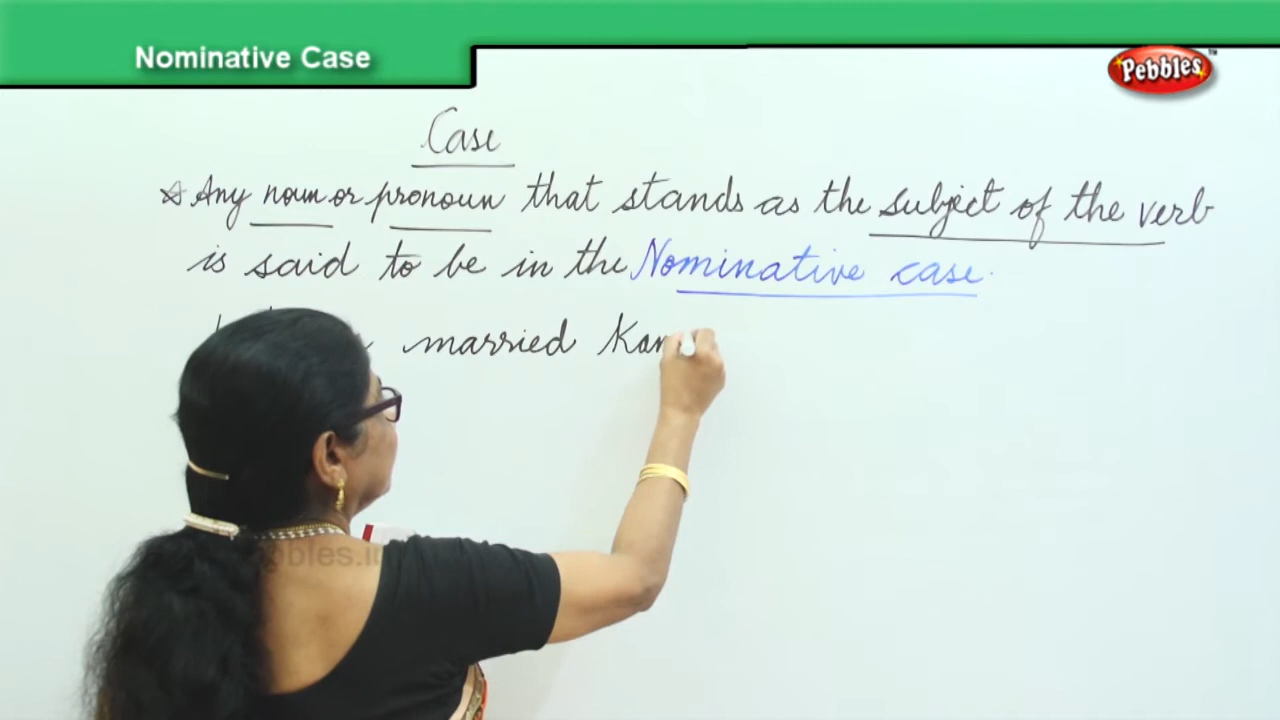 Nominative Case
Pebbles
Case
Any noun or pronoun that stands as the subject of the verb
is said to be in the Nominative case.
married